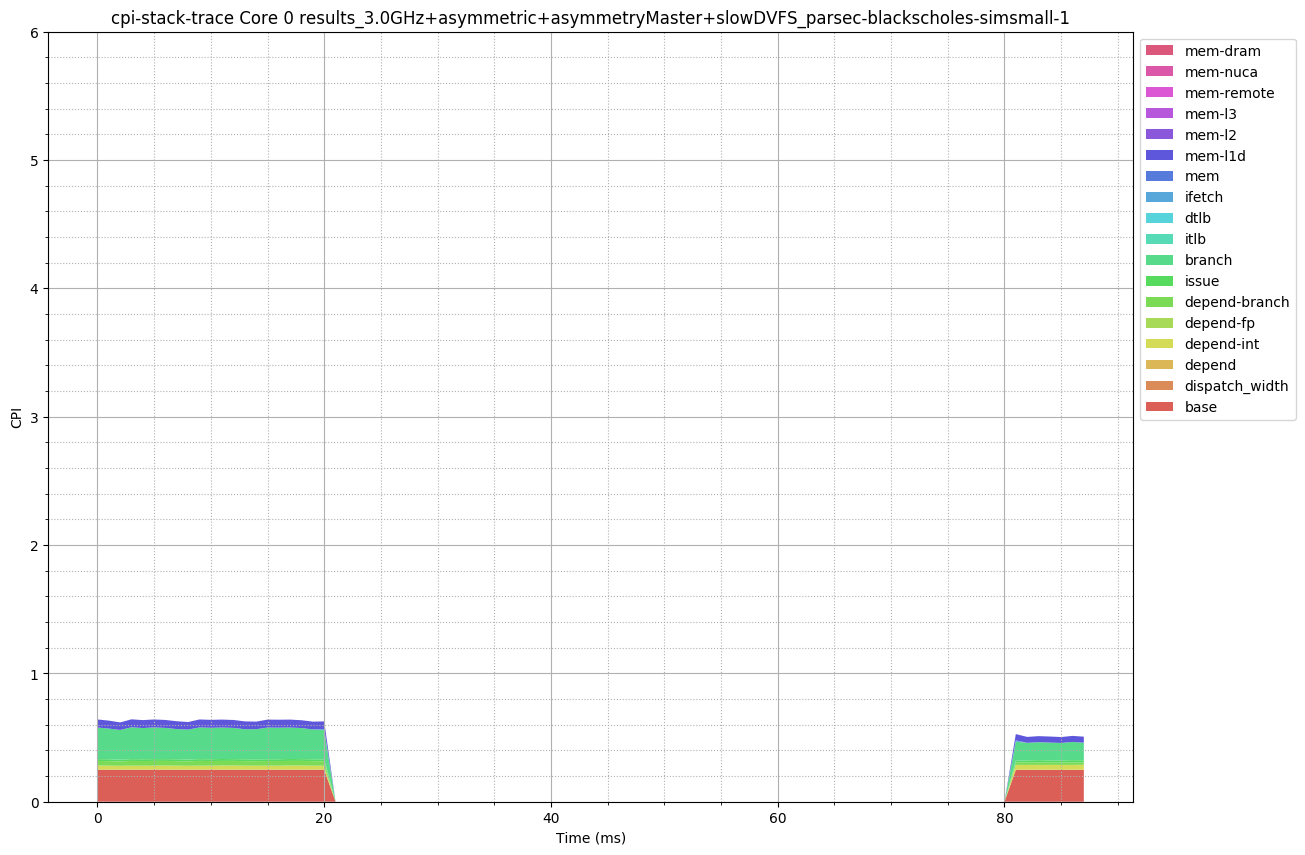 cpi-stack-trace Core 0 results_3.0GHz+asymmetric+asymmetryMaster+slowDVFS_parsec-blackscholes-simsmall-1
6
5
4
3
2
1
0
CPI
0 20 40 60 80
Time (ms)
mem-dram
mem-nuca
mem-remote
mem-l3
mem-l2
mem-l1d
mem
ifetch
dtlb
itlb
branch
issue
depend-branch
depend-fp
depend-int
depend
dispatch_width
base